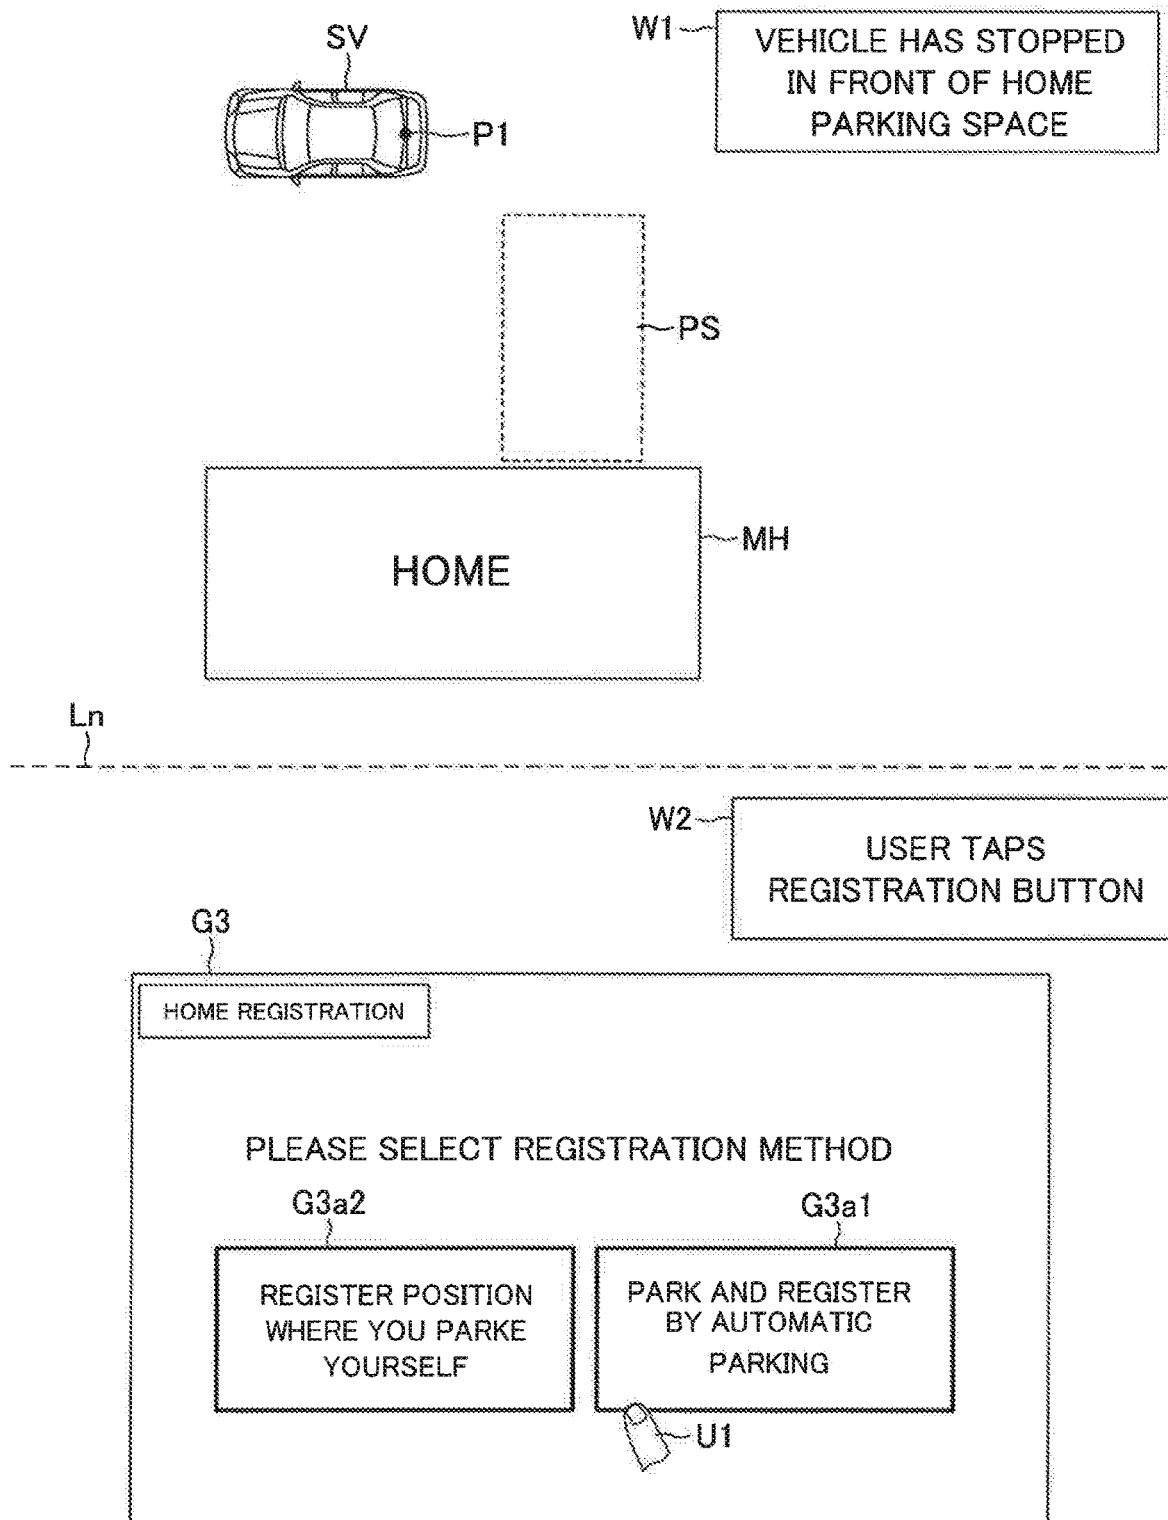 SV
W1
VEHICLE HAS STOPPED
IN FRONT OF HOME
PARKING SPACE
P1
PS
MH
HOME
Ln
W2
USER TAPS
REGISTRATION BUTTON
G3
HOME REGISTRATION
PLEASE SELECT REGISTRATION METHOD
G3a2
G3a1
REGISTER POSITION
WHERE YOU PARKE
YOURSELF
PARK AND REGISTER
BY AUTOMATIC
PARKING
U1